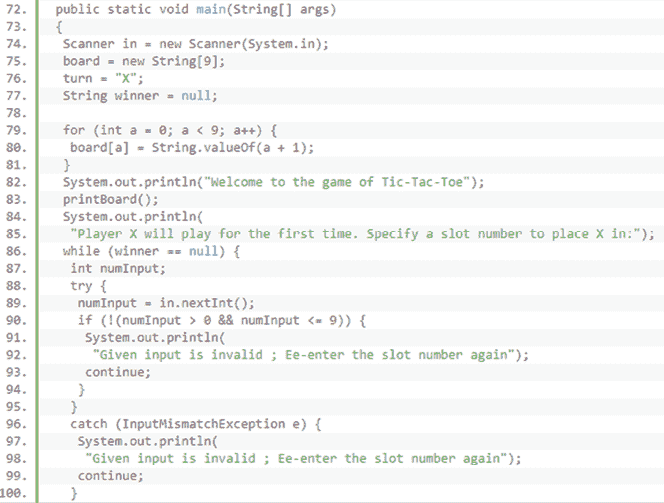 72. public static void main(String[] args)
73. {
74. Scanner in = new Scanner(System.in);
75. board = new String[9];
76. turn = "X";
77. String winner = null;
78.
79. for (int a = 0; a < 9; a++) {
80. board[a] = String.valueOf(a + 1);
81. }
82. System.out.println("Welcome to the game of Tic-Tac-Toe");
83. printBoard();
84. System.out.println(
85. "Player X will play for the first time. Specify a slot number to place X in:");
86. while (winner == null) {
87. int numInput;
88. try {
89. numInput = in.nextInt();
90. if (!(numInput > 0 && numInput <= 9)) {
91. System.out.println(
92. "Given input is invalid ; Ee-enter the slot number again");
93. continue;
94. }
95. }
96. catch (InputMismatchException e) {
97. System.out.println(
98. "Given input is invalid ; Ee-enter the slot number again");
99. continue;
100. }